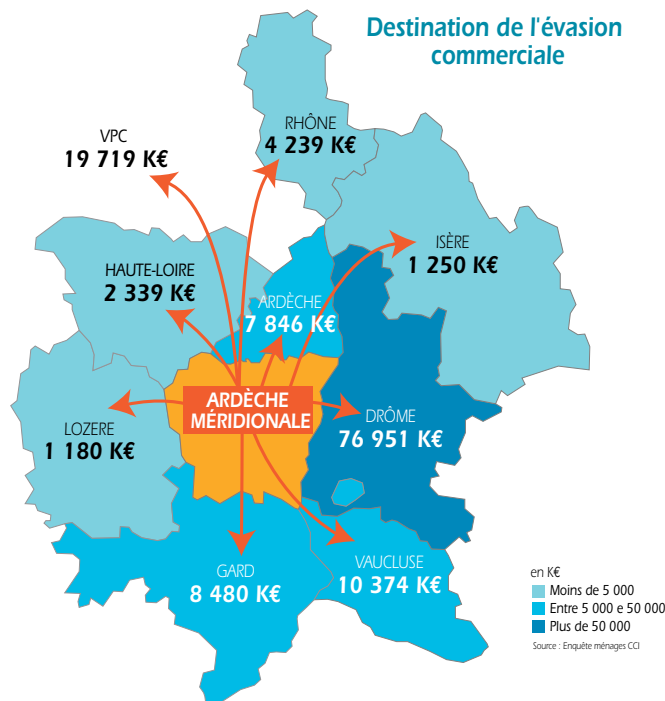 Destination de l'évasion
commerciale
VPC
19 719 K€
RHÔNE
4 239 K€
ISÈRE
1 250 K€
HAUTE-LOIRE
2 339 K€
ARDÈCHE
7 846 K€
ARDÈCHE
MÉRIDIONALE
LOZERE
1 180 K€
DRÔME
76 951 K€
GARD
8 480 K€
VAUCLUSE
10 374 K€
en K€
Moins de 5 000
Entre 5 000 e 50 000
Plus de 50 000
Source : Enquête ménages CCI